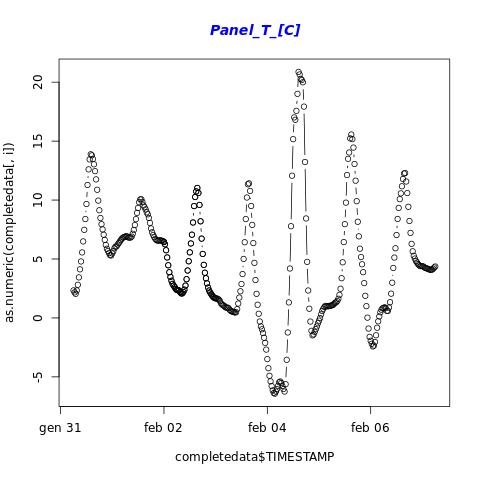 Panel_T_[C]
as.numeric(completedata[, i])
20
15
10
5
0
-5
gen 31
feb 02
feb 04
feb 06
completedata$TIMESTAMP